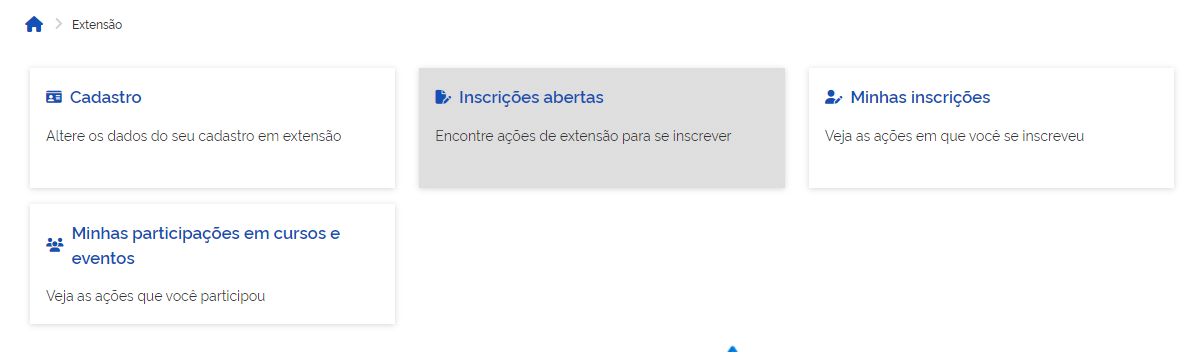 Extensão
Cadastro
Altere os dados do seu cadastro em extensão
Inscrições abertas
Encontre ações de extensão para se inscrever
Minhas inscrições
Veja as ações em que você se inscreveu
Minhas participações em cursos e
eventos
Veja as ações que você participou